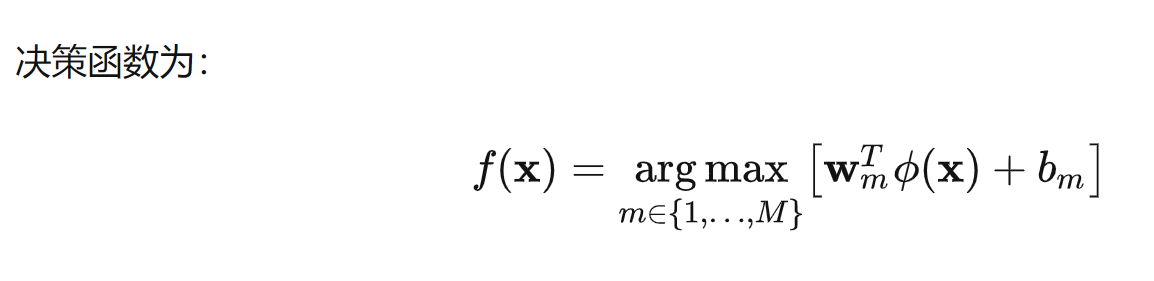 决策函数为：
f(𝐱) = arg max_{m∈{1,…,M}} [𝐰_m^T ϕ(𝐱) + b_m]